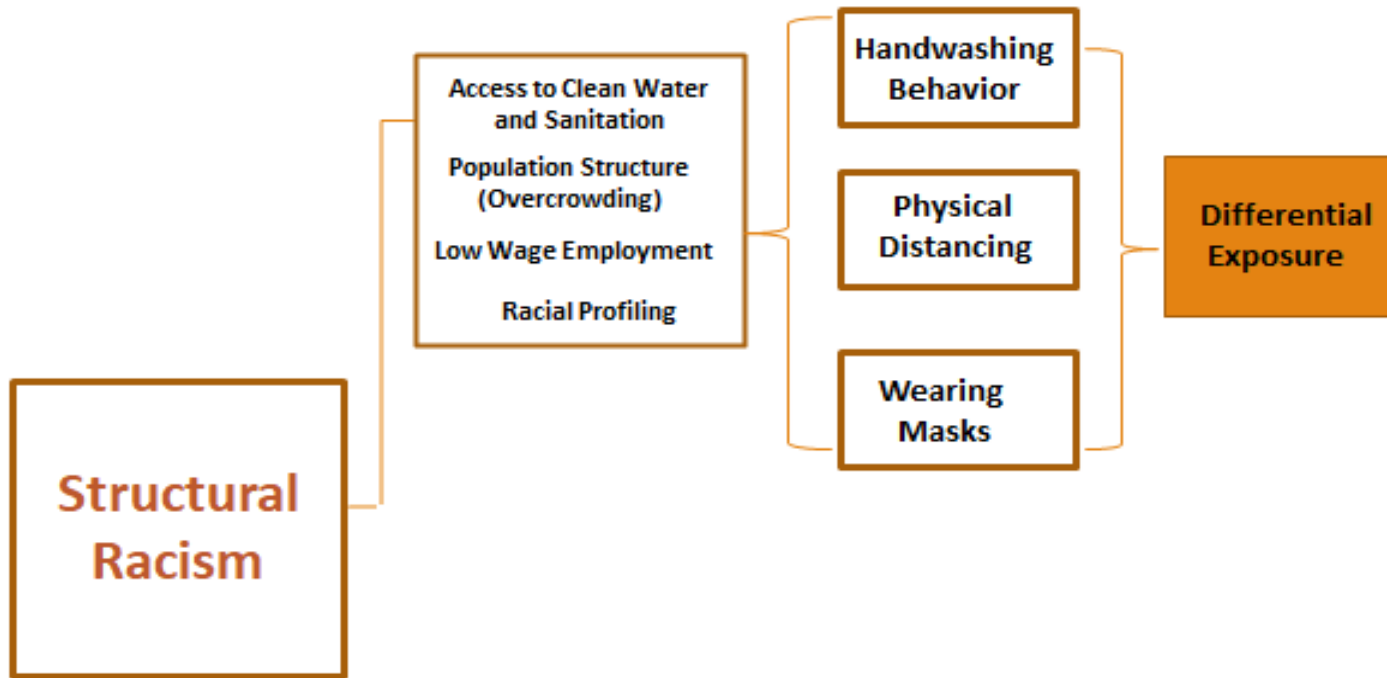 Structural
Racism
Access to Clean Water
and Sanitation
Population Structure
(Overcrowding)
Low Wage Employment
Racial Profiling
Handwashing
Behavior
Physical
Distancing
Wearing
Masks
Differential
Exposure